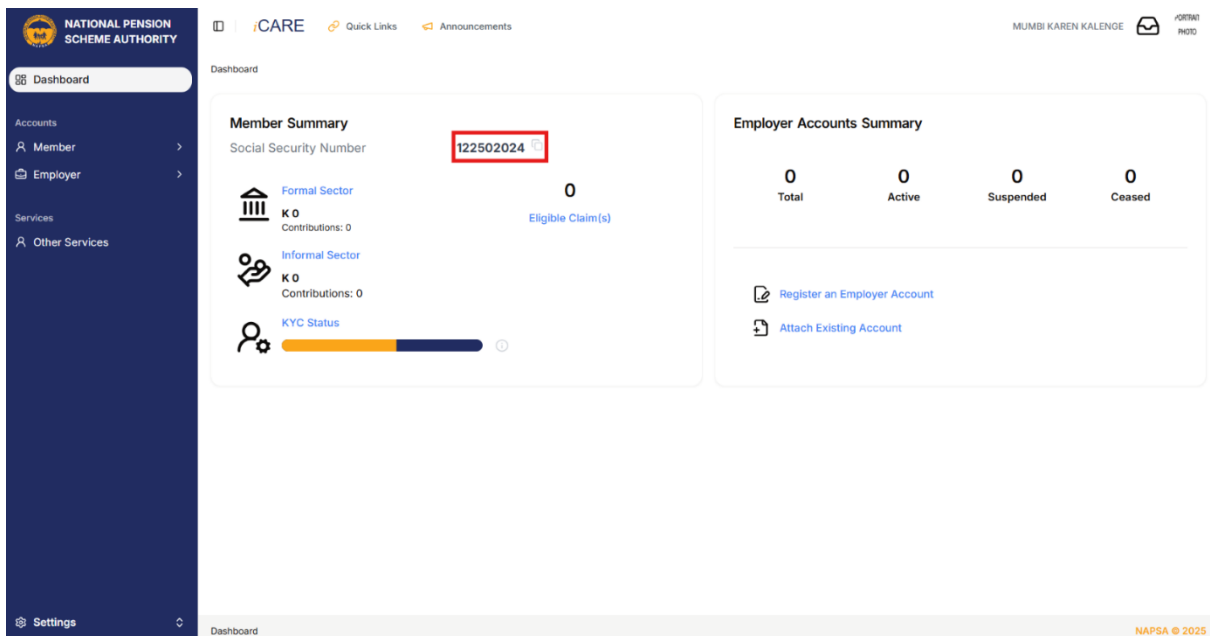 NATIONAL PENSION
SCHEME AUTHORITY
iCARE
Quick Links
Announcements
MUMBI KAREN KALENGE
PORTRAIT
PHOTO
Dashboard
Accounts
Member
Employer
Services
Other Services
Settings
Dashboard
Member Summary
Social Security Number 122502024
Formal Sector
K 0
Contributions: 0
0
Eligible Claim(s)
Informal Sector
K 0
Contributions: 0
KYC Status
Employer Accounts Summary
0 0 0 0
Total Active Suspended Ceased
Register an Employer Account
Attach Existing Account
Dashboard
NAPSA © 2025